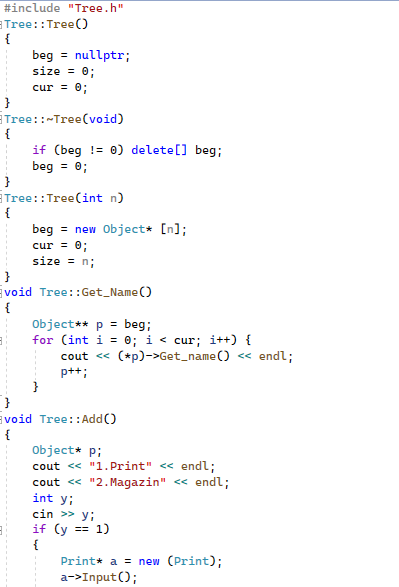 #include "Tree.h"
Tree::Tree()
{
    beg = nullptr;
    size = 0;
    cur = 0;
}
Tree::~Tree(void)
{
    if (beg != 0) delete[] beg;
    beg = 0;
}
Tree::Tree(int n)
{
    beg = new Object* [n];
    cur = 0;
    size = n;
}
void Tree::Get_Name()
{
    Object** p = beg;
    for (int i = 0; i < cur; i++) {
        cout << (*p)->Get_name() << endl;
        p++;
    }
}
void Tree::Add()
{
    Object* p;
    cout << "1.Print" << endl;
    cout << "2.Magazin" << endl;
    int y;
    cin >> y;
    if (y == 1)
    {
        Print* a = new (Print);
        a->Input();